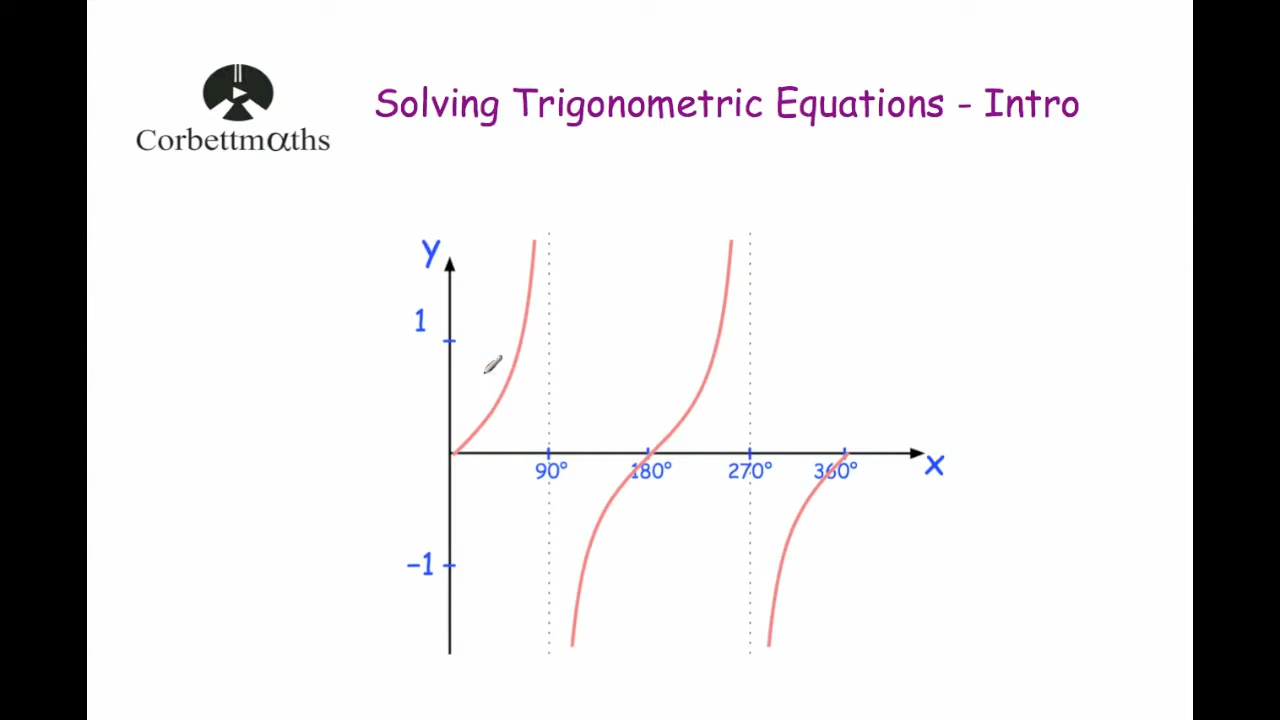 Solving Trigonometric Equations - Intro
Corbettmαths
y
1
90°
180°
270°
360°
x
-1